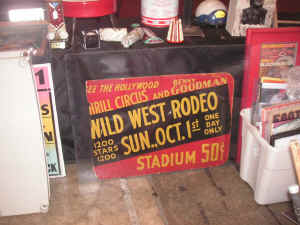 SEE THE HOLLYWOOD
THRILL CIRCUS AND BENNY GOODMAN
WILD WEST-RODEO
1200 STARS 1200
SUN., OCT. 1st
ONE DAY ONLY
STADIUM 50¢